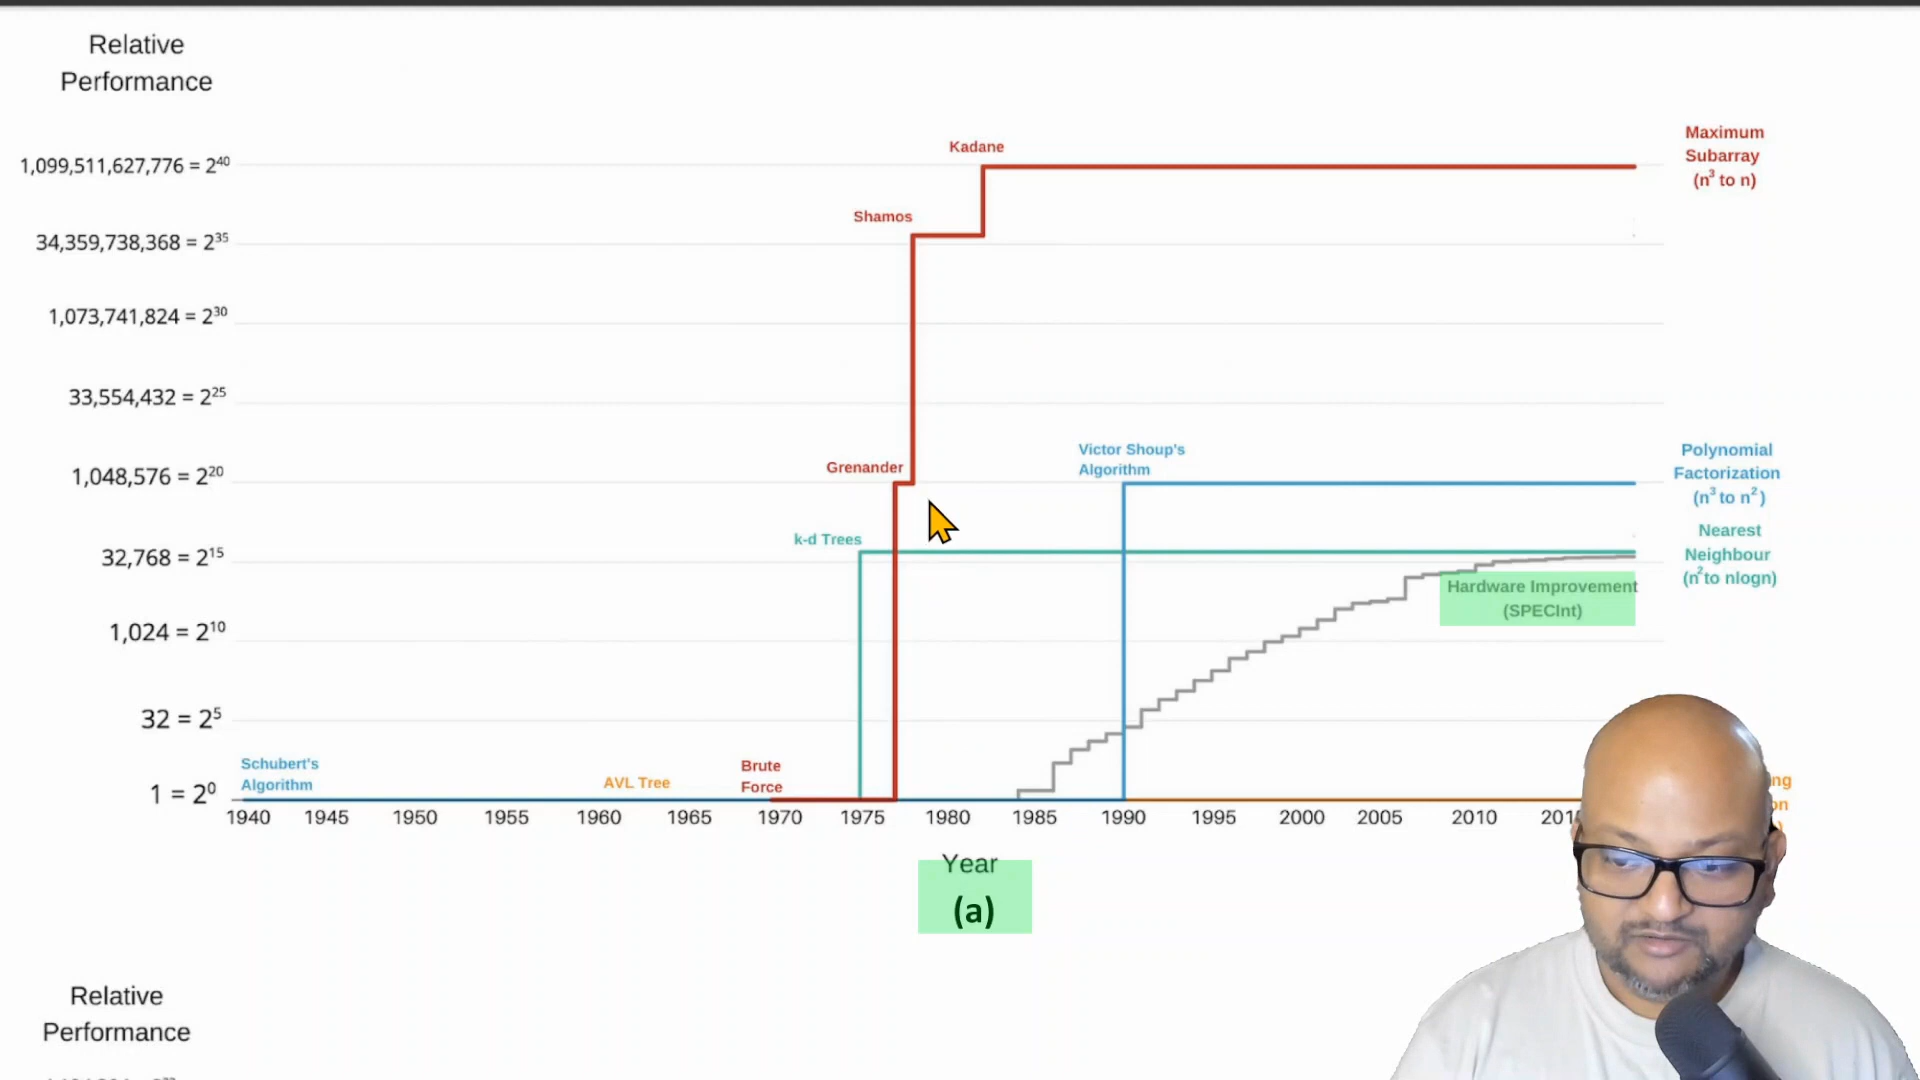 Relative
Performance
Kadane
Maximum
Subarray
(n³ to n)
1,099,511,627,776 = 2⁴⁰
Shamos
34,359,738,368 = 2³⁵
1,073,741,824 = 2³⁰
33,554,432 = 2²⁵
Victor Shoup's
Algorithm
Polynomial
Factorization
(n³ to n²)
Grenander
1,048,576 = 2²⁰
k-d Trees
Nearest
Neighbour
(n² to nlogn)
32,768 = 2¹⁵
Hardware Improvement
(SPECInt)
1,024 = 2¹⁰
32 = 2⁵
Schubert's
Algorithm
AVL Tree
Brute
Force
1 = 2⁰
1940 1945 1950 1955 1960 1965 1970 1975 1980 1985 1990 1995 2000 2005 2010
Year
(a)
Relative
Performance